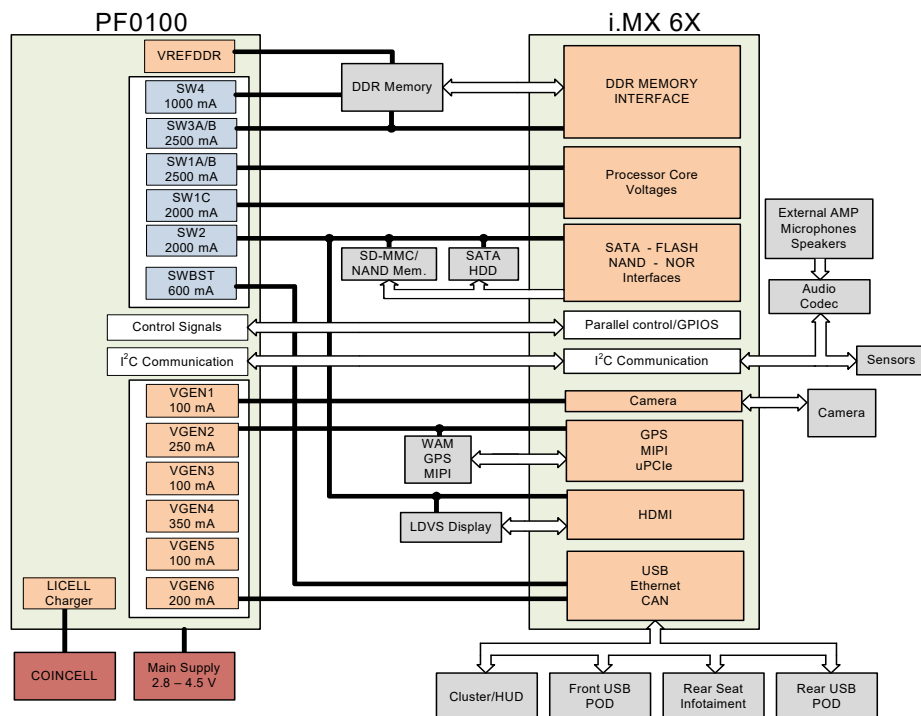 PF0100
i.MX 6X
VREFDDR
SW4
1000 mA
SW3A/B
2500 mA
SW1A/B
2500 mA
SW1C
2000 mA
SW2
2000 mA
SWBST
600 mA
Control Signals
I²C Communication
VGEN1
100 mA
VGEN2
250 mA
VGEN3
100 mA
VGEN4
350 mA
VGEN5
100 mA
VGEN6
200 mA
LICELL
Charger
COINCELL
Main Supply
2.8 – 4.5 V
DDR Memory
SD-MMC/
NAND Mem.
SATA
HDD
WAM
GPS
MIPI
LDVS Display
DDR MEMORY
INTERFACE
Processor Core
Voltages
SATA - FLASH
NAND - NOR
Interfaces
Parallel control/GPIOS
I²C Communication
Camera
GPS
MIPI
uPCIe
HDMI
USB
Ethernet
CAN
External AMP
Microphones
Speakers
Audio
Codec
Sensors
Camera
Cluster/HUD
Front USB
POD
Rear Seat
Infotaiment
Rear USB
POD